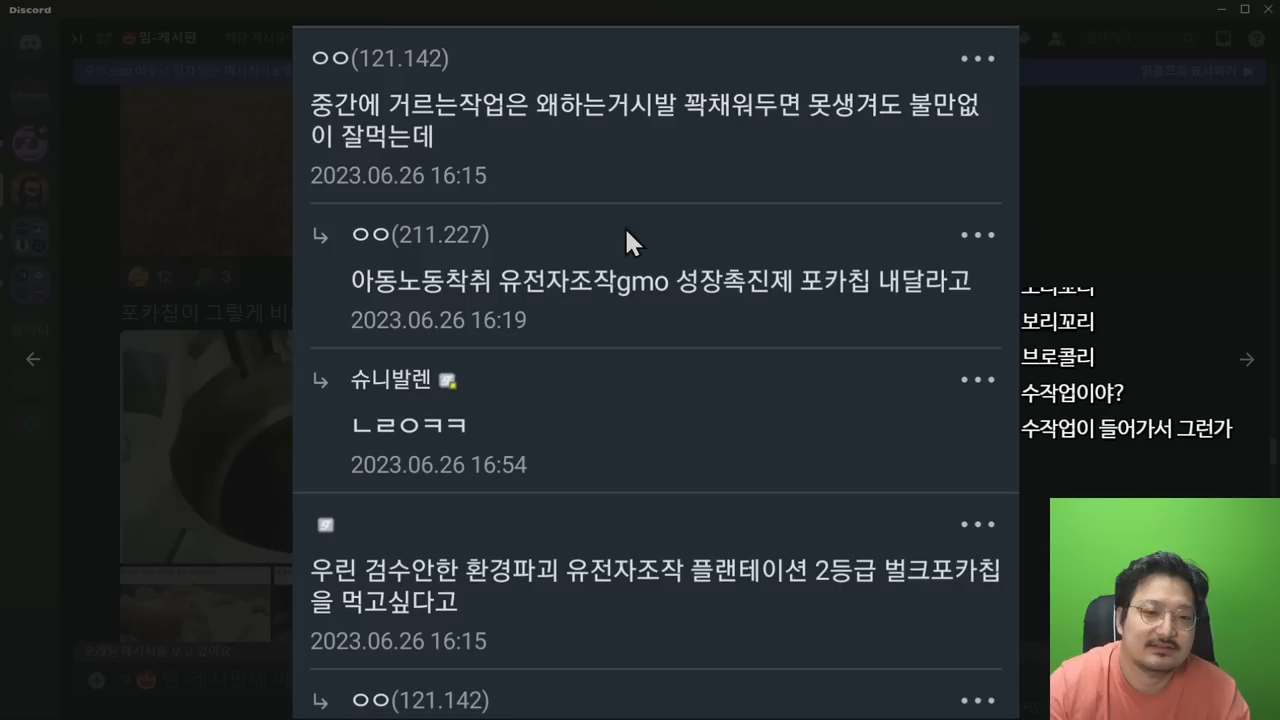 Discord
밈-게시판
ㅇㅇ(121.142)
중간에 거르는작업은 왜하는거시발 꽉채워두면 못생겨도 불만없
이 잘먹는데
2023.06.26 16:15
ㅇㅇ(211.227)
아동노동착취 유전자조작gmo 성장촉진제 포카칩 내달라고
2023.06.26 16:19
슈니발렌
ㄴㄹㅇㅋㅋ
2023.06.26 16:54
우린 검수안한 환경파괴 유전자조작 플랜테이션 2등급 벌크포카칩
을 먹고싶다고
2023.06.26 16:15
ㅇㅇ(121.142)
12
3
포카칩이 그렇게 비
보리꼬리
브로콜리
수작업이야?
수작업이 들어가서 그런가